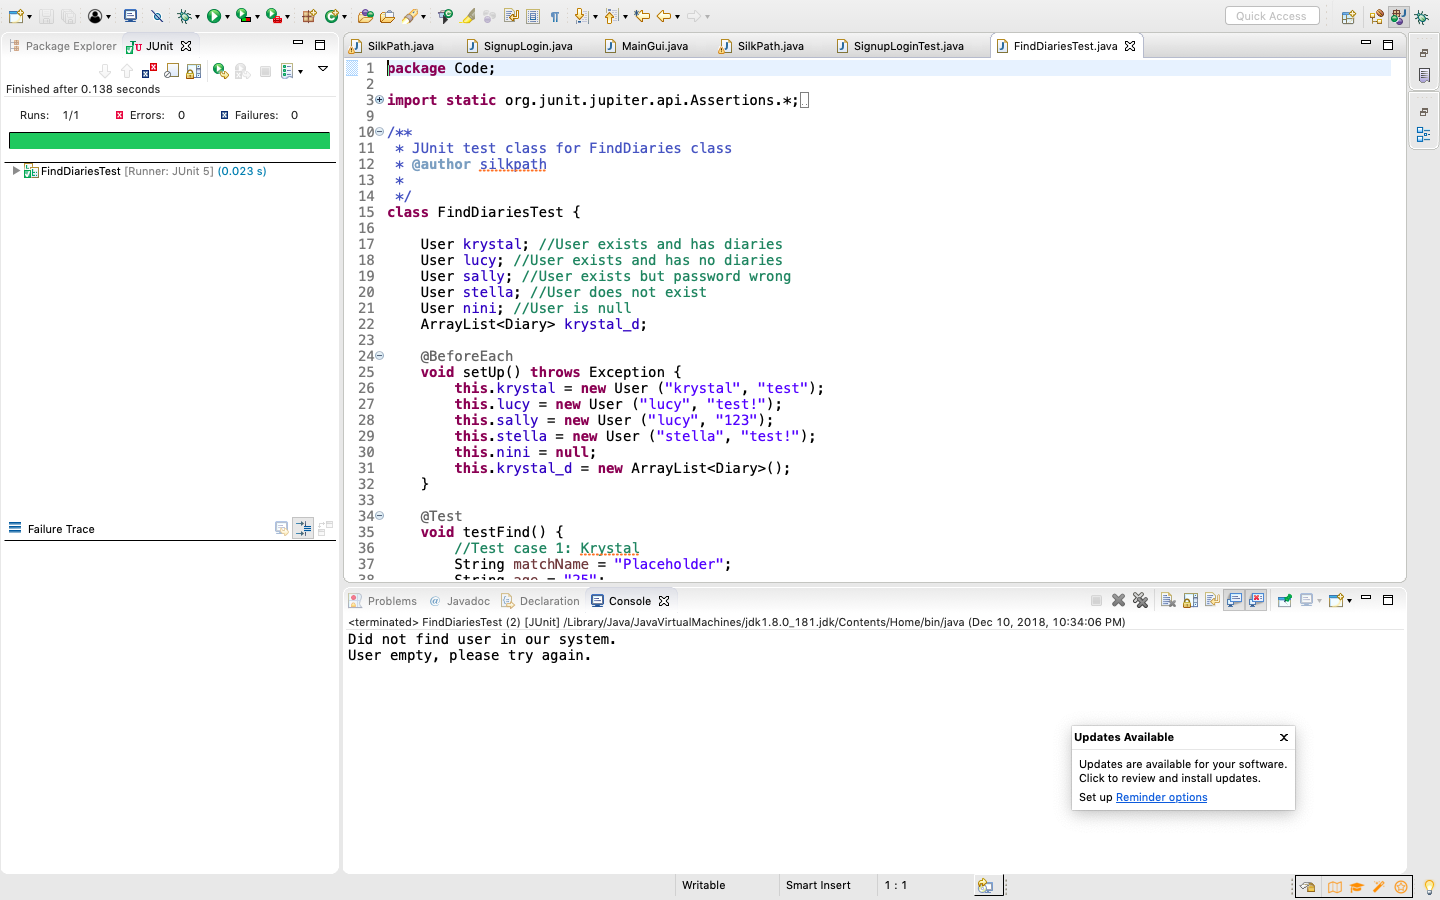 Quick Access
Package Explorer
JUnit
Finished after 0.138 seconds
Runs: 1/1
Errors: 0
Failures: 0
FindDiariesTest [Runner: JUnit 5] (0.023 s)
Failure Trace
SilkPath.java
SignupLogin.java
MainGui.java
SilkPath.java
SignupLoginTest.java
FindDiariesTest.java
1 package Code;
2
3 import static org.junit.jupiter.api.Assertions.*;
9
10 /**
11 * JUnit test class for FindDiaries class
12 * @author silkpath
13 *
14 */
15 class FindDiariesTest {
16
17 User krystal; //User exists and has diaries
18 User lucy; //User exists and has no diaries
19 User sally; //User exists but password wrong
20 User stella; //User does not exist
21 User nini; //User is null
22 ArrayList<Diary> krystal_d;
23
24 @BeforeEach
25 void setUp() throws Exception {
26 this.krystal = new User ("krystal", "test");
27 this.lucy = new User ("lucy", "test!");
28 this.sally = new User ("lucy", "123");
29 this.stella = new User ("stella", "test!");
30 this.nini = null;
31 this.krystal_d = new ArrayList<Diary>();
32 }
33
34 @Test
35 void testFind() {
36 //Test case 1: Krystal
37 String matchName = "Placeholder";
38 String age = "25";
Problems
@ Javadoc
Declaration
Console
<terminated> FindDiariesTest (2) [JUnit] /Library/Java/JavaVirtualMachines/jdk1.8.0_181.jdk/Contents/Home/bin/java (Dec 10, 2018, 10:34:06 PM)
Did not find user in our system.
User empty, please try again.
Updates Available
Updates are available for your software.
Click to review and install updates.
Set up Reminder options
Writable
Smart Insert
1 : 1